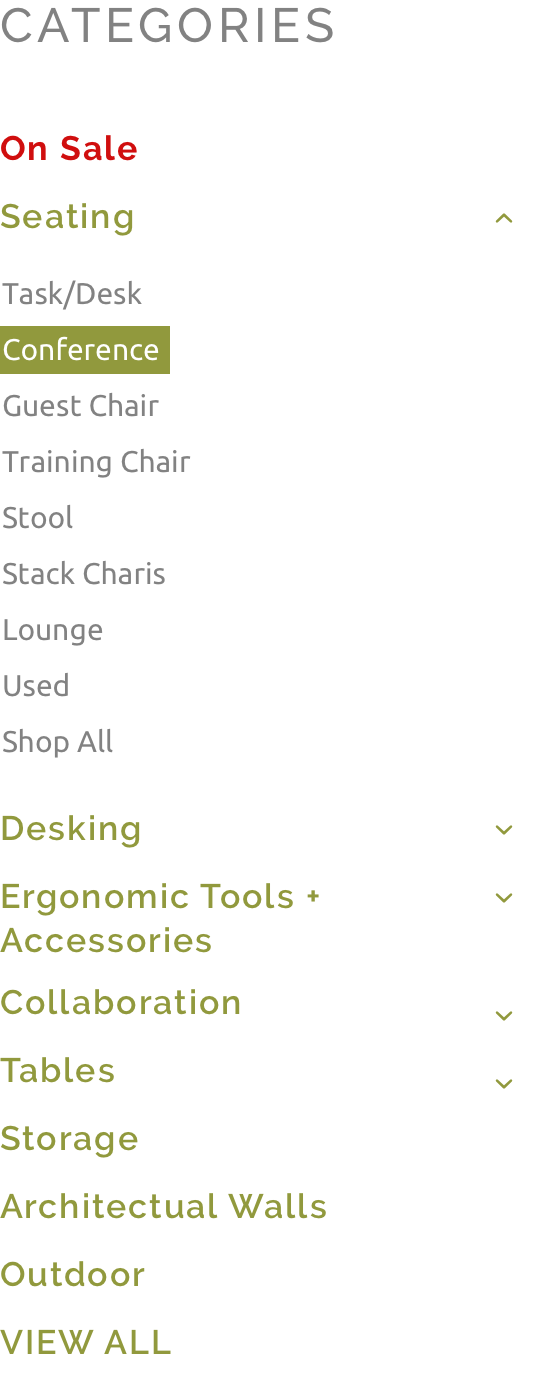 CATEGORIES
On Sale
Seating
Task/Desk
Conference
Guest Chair
Training Chair
Stool
Stack Charis
Lounge
Used
Shop All
Desking
Ergonomic Tools +
Accessories
Collaboration
Tables
Storage
Architectual Walls
Outdoor
VIEW ALL